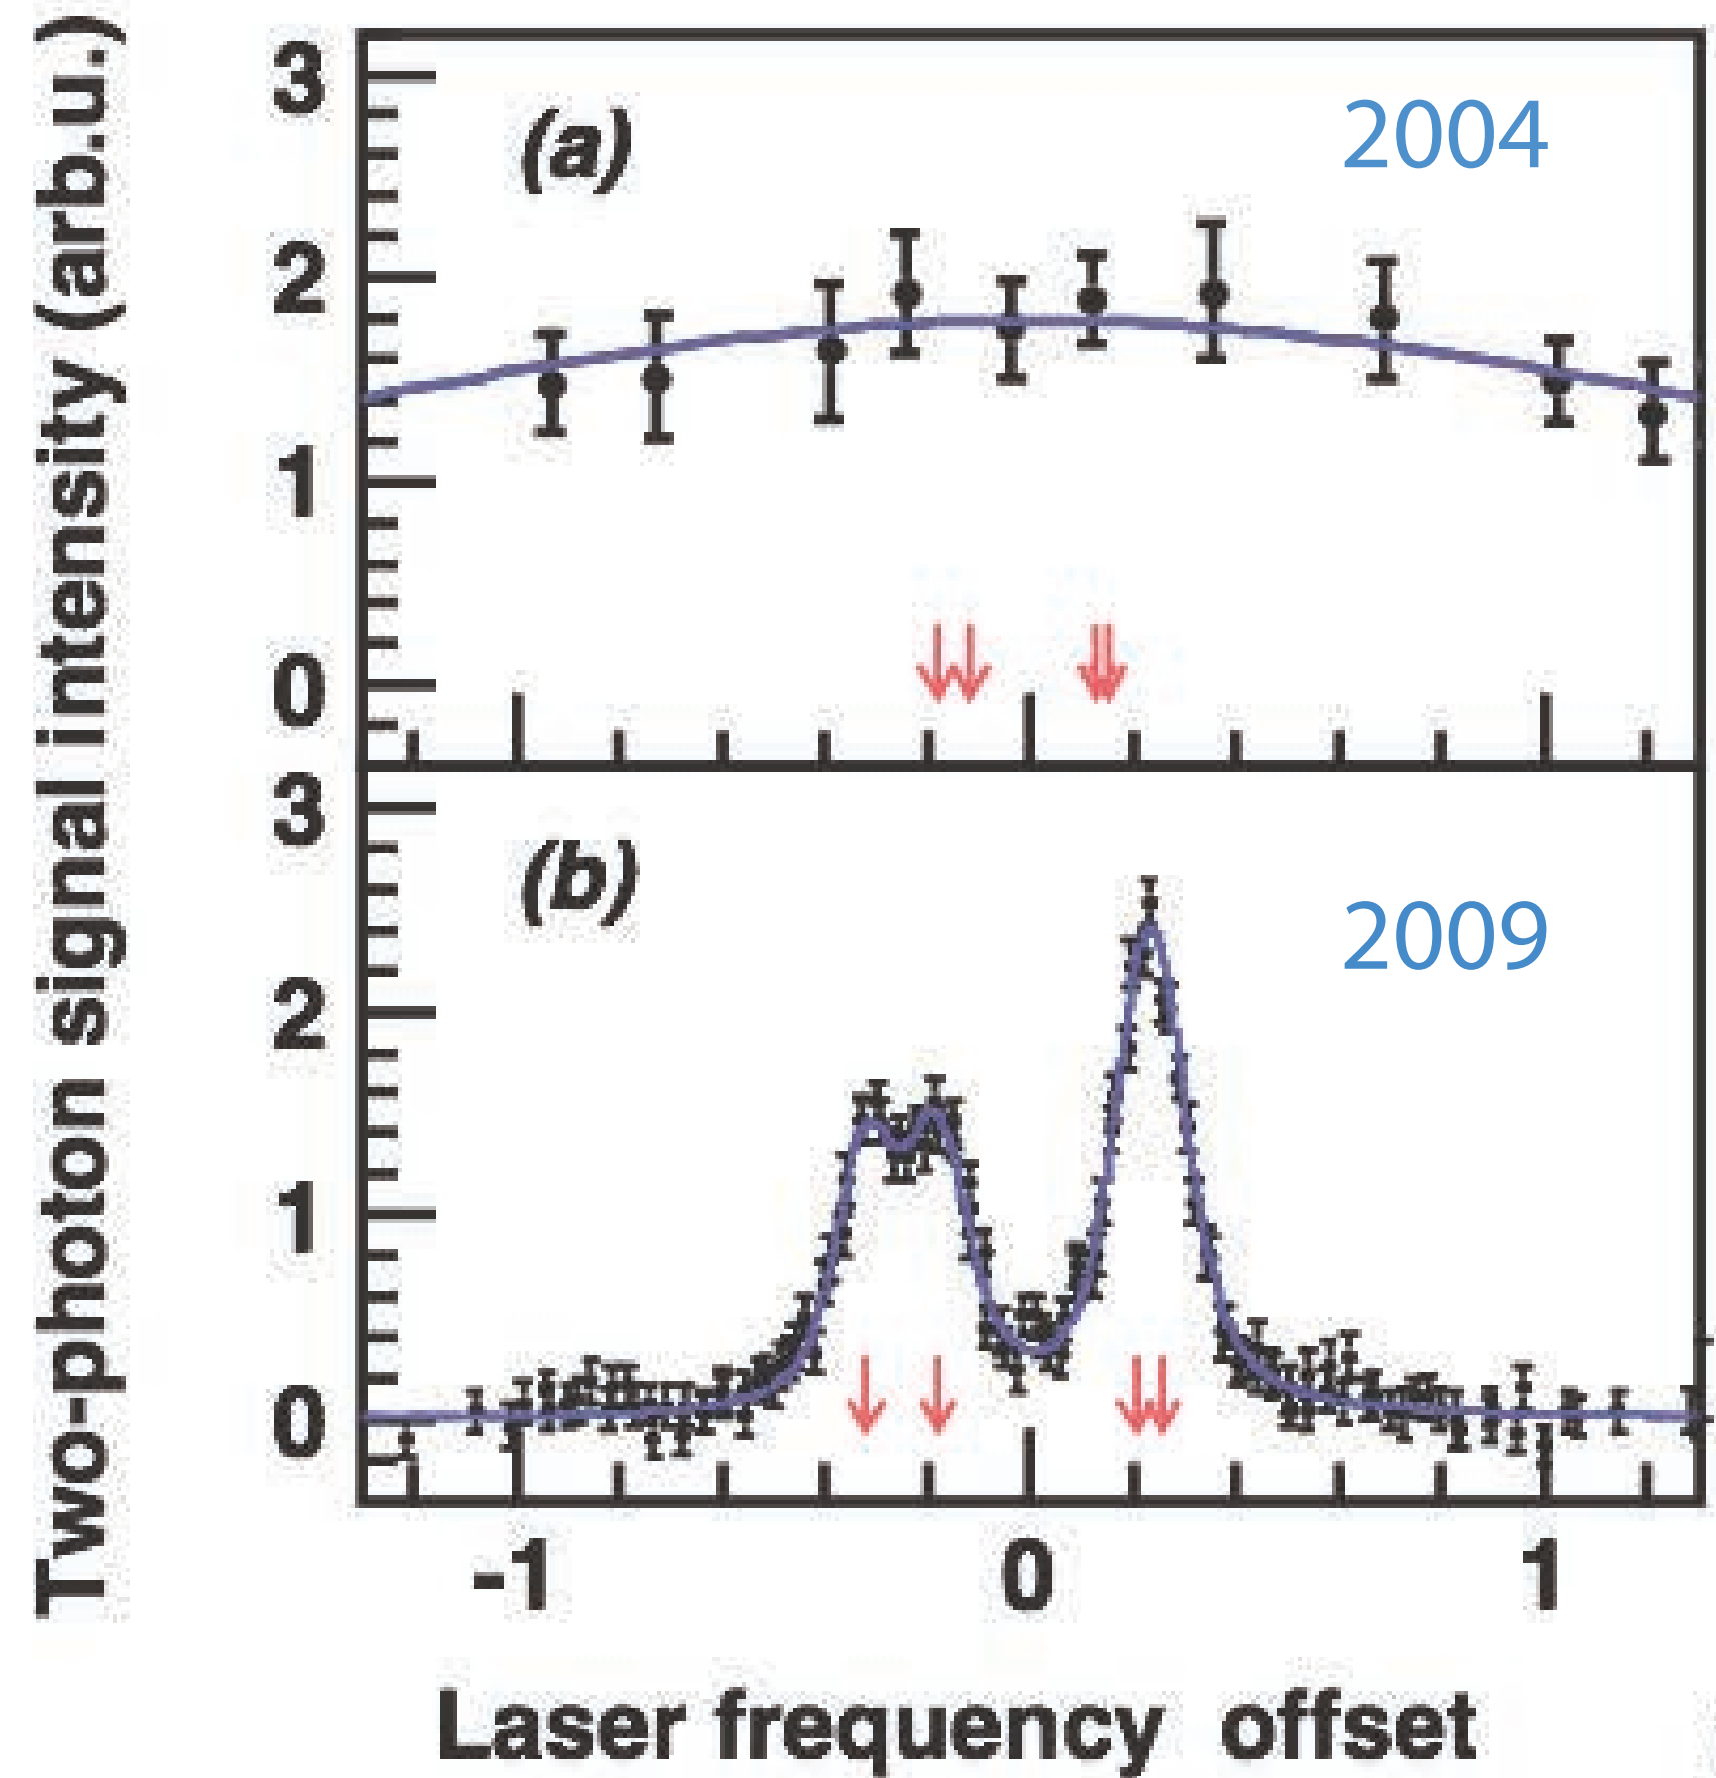 Two-photon signal intensity (arb.u.)
3
(a)
2004
2
1
0
3
(b)
2009
2
1
0
-1 0 1
Laser frequency offset